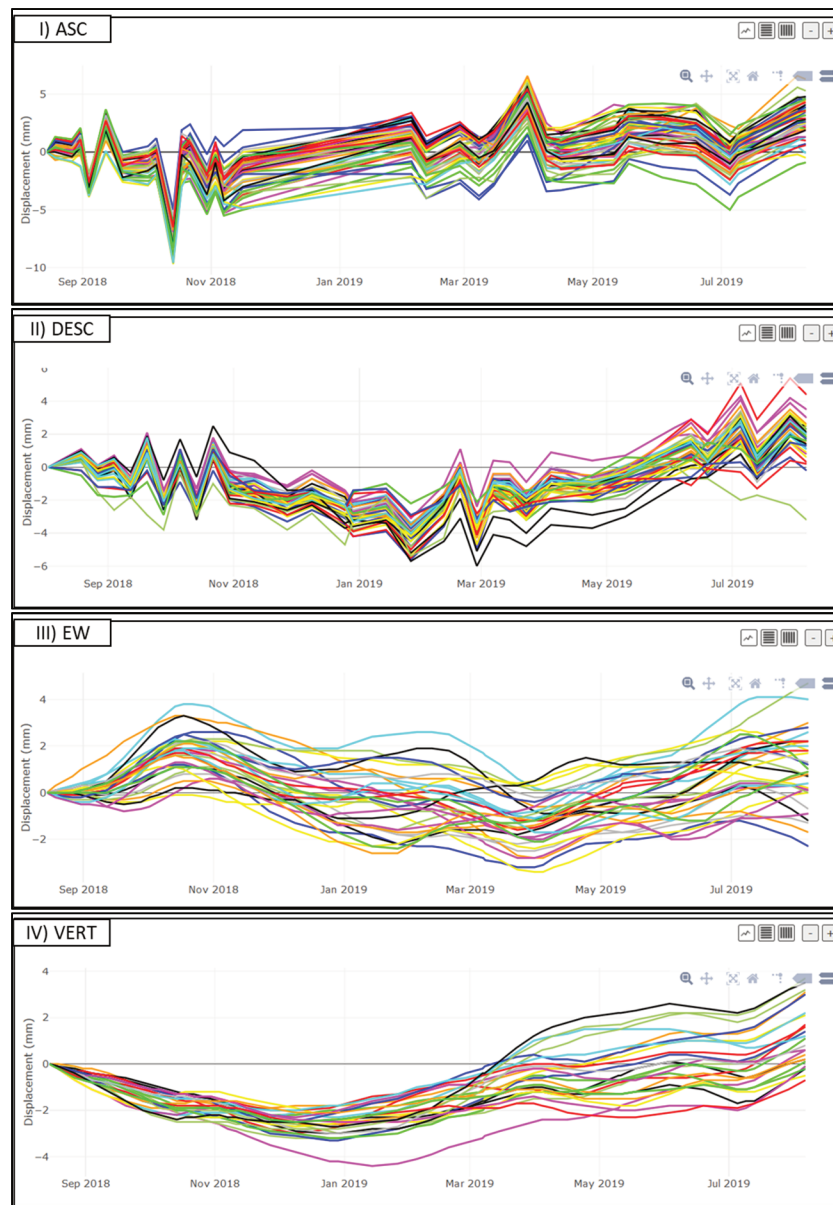 I) ASC
- +
Displacement (mm)
5
0
−5
−10
Sep 2018 Nov 2018 Jan 2019 Mar 2019 May 2019 Jul 2019
II) DESC
- +
Displacement (mm)
4
2
0
−2
−4
−6
Sep 2018 Nov 2018 Jan 2019 Mar 2019 May 2019 Jul 2019
III) EW
- +
Displacement (mm)
4
2
0
−2
Sep 2018 Nov 2018 Jan 2019 Mar 2019 May 2019 Jul 2019
IV) VERT
- +
Displacement (mm)
4
2
0
−2
−4
Sep 2018 Nov 2018 Jan 2019 Mar 2019 May 2019 Jul 2019